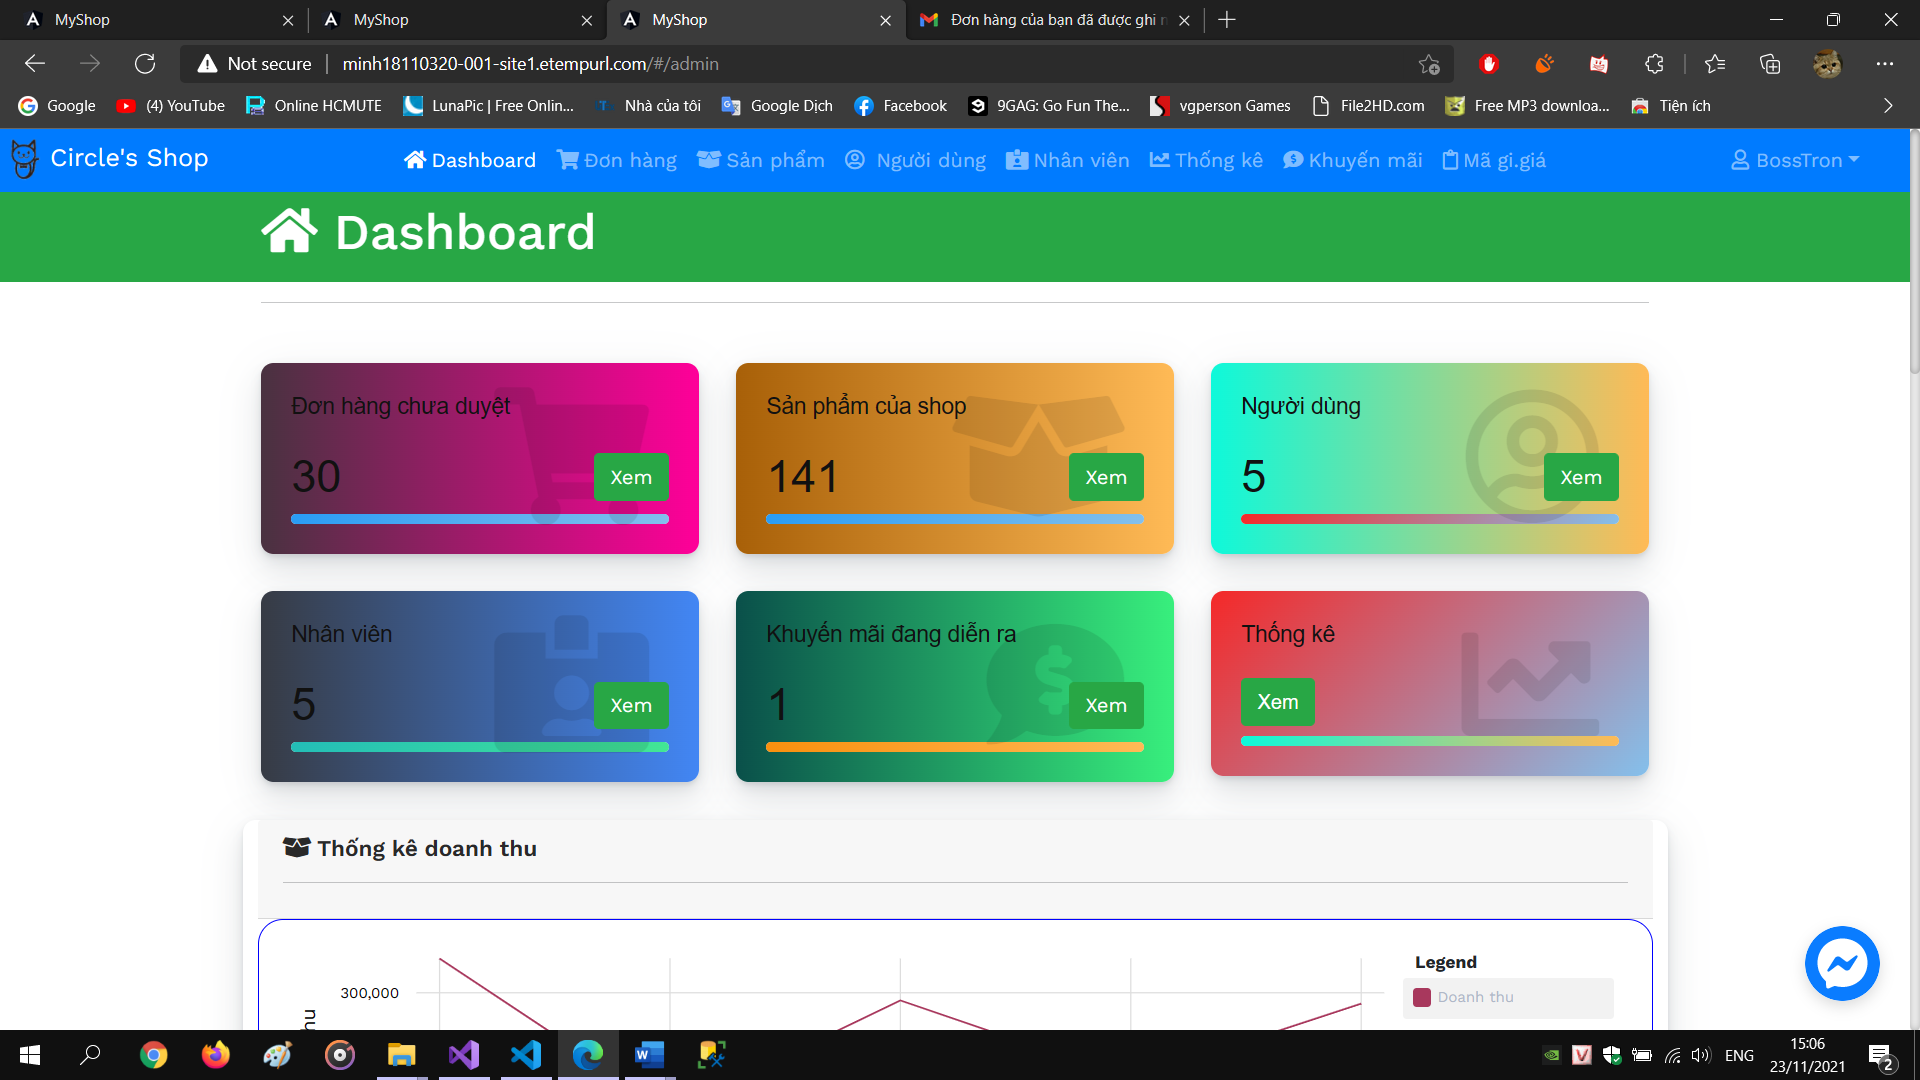 MyShop
MyShop
MyShop
Đơn hàng của bạn đã được ghi n
Not secure
minh18110320-001-site1.etempurl.com/#/admin
Google
(4) YouTube
Online HCMUTE
LunaPic | Free Onlin...
Nhà của tôi
Google Dịch
Facebook
9GAG: Go Fun The...
vgperson Games
File2HD.com
Free MP3 downloa...
Tiện ích
Circle's Shop
Dashboard
Đơn hàng
Sản phẩm
Người dùng
Nhân viên
Thống kê
Khuyến mãi
Mã gi.giá
BossTron
Dashboard
Đơn hàng chưa duyệt
30
Xem
Sản phẩm của shop
141
Xem
Người dùng
5
Xem
Nhân viên
5
Xem
Khuyến mãi đang diễn ra
1
Xem
Thống kê
Xem
Thống kê doanh thu
300,000
Legend
Doanh thu
ENG
15:06
23/11/2021
2